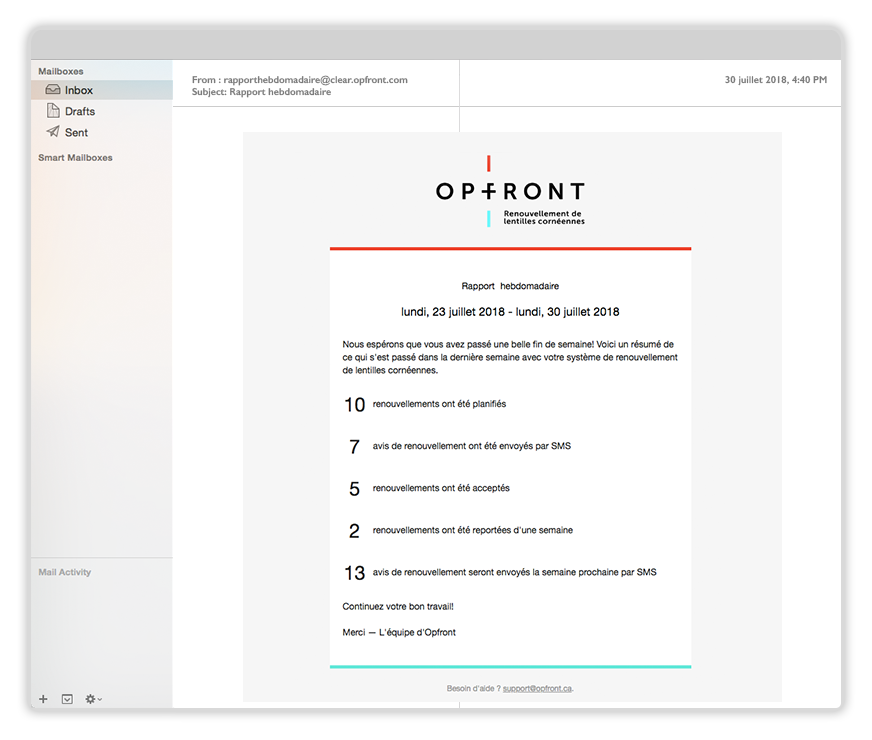 Mailboxes
Inbox
Drafts
Sent
Smart Mailboxes
Mail Activity
From : rapporthebdomadaire@clear.opfront.com
Subject: Rapport hebdomadaire
30 juillet 2018, 4:40 PM
OPFRONT
Renouvellement de
lentilles cornéennes
Rapport hebdomadaire
lundi, 23 juillet 2018 - lundi, 30 juillet 2018
Nous espérons que vous avez passé une belle fin de semaine! Voici un résumé de
ce qui s'est passé dans la dernière semaine avec votre système de renouvellement
de lentilles cornéennes.
10 renouvellements ont été planifiés
7 avis de renouvellement ont été envoyés par SMS
5 renouvellements ont été acceptés
2 renouvellements ont été reportées d'une semaine
13 avis de renouvellement seront envoyés la semaine prochaine par SMS
Continuez votre bon travail!
Merci — L'équipe d'Opfront
Besoin d'aide ? support@opfront.ca.